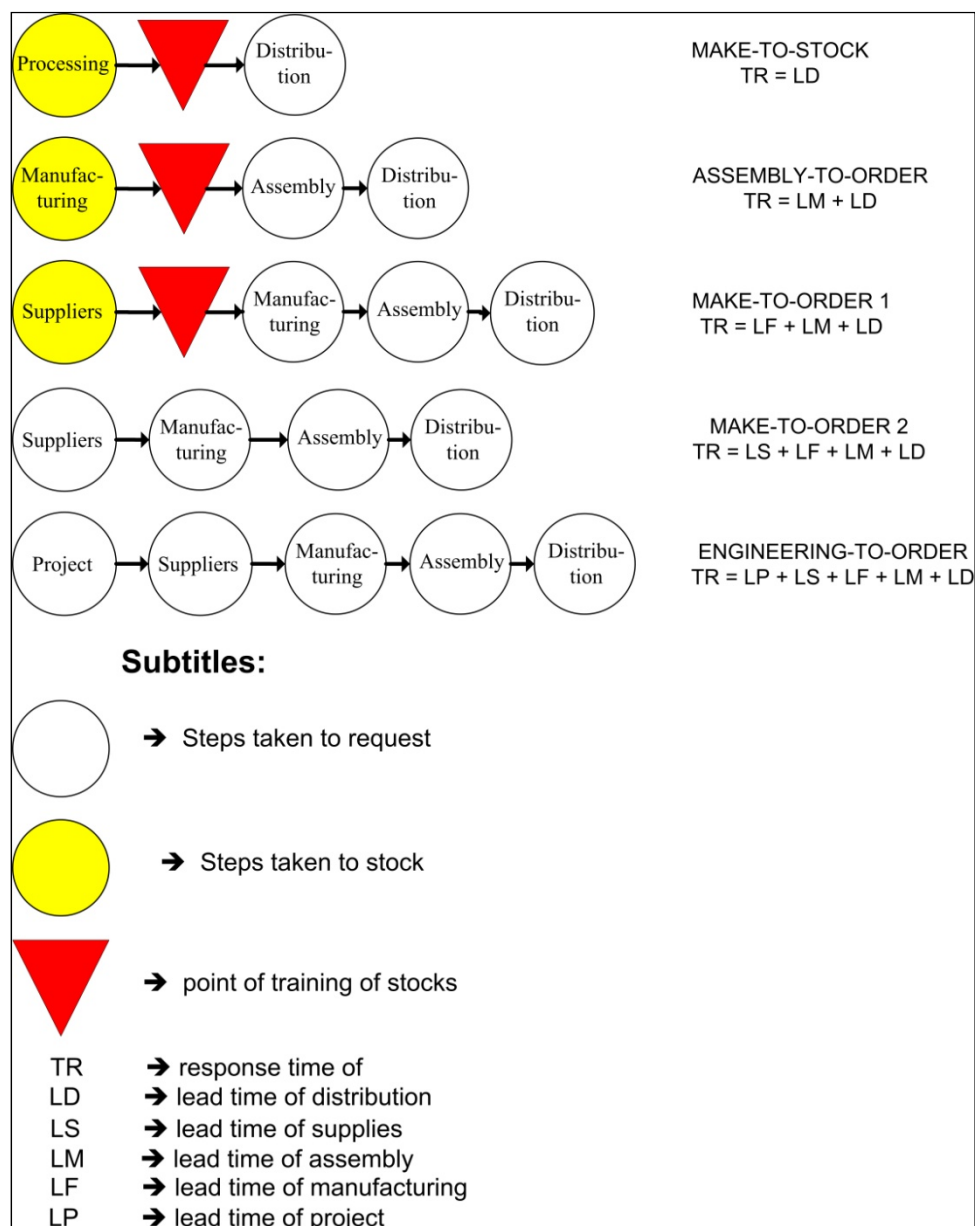 Processing
Distribu-
tion
MAKE-TO-STOCK
TR = LD
Manufac-
turing
Assembly
Distribu-
tion
ASSEMBLY-TO-ORDER
TR = LM + LD
Suppliers
Manufac-
turing
Assembly
Distribu-
tion
MAKE-TO-ORDER 1
TR = LF + LM + LD
Suppliers
Manufac-
turing
Assembly
Distribu-
tion
MAKE-TO-ORDER 2
TR = LS + LF + LM + LD
Project
Suppliers
Manufac-
turing
Assembly
Distribu-
tion
ENGINEERING-TO-ORDER
TR = LP + LS + LF + LM + LD
Subtitles:
➔ Steps taken to request
➔ Steps taken to stock
➔ point of training of stocks
TR ➔ response time of
LD ➔ lead time of distribution
LS ➔ lead time of supplies
LM ➔ lead time of assembly
LF ➔ lead time of manufacturing
LP ➔ lead time of project